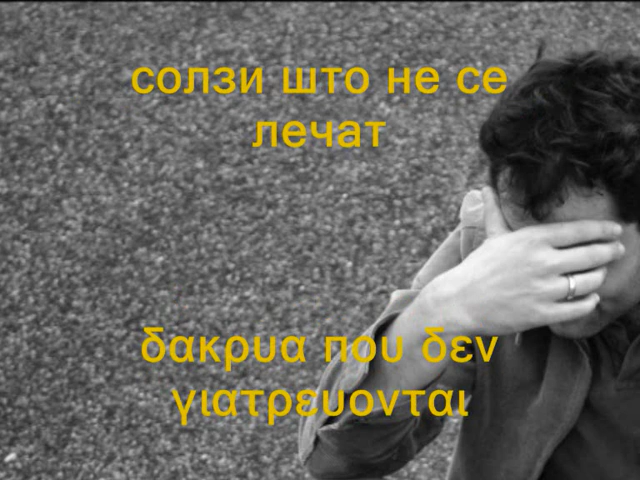 солзи што не се
лечат
δακρυα που δεν
γιατρευονται